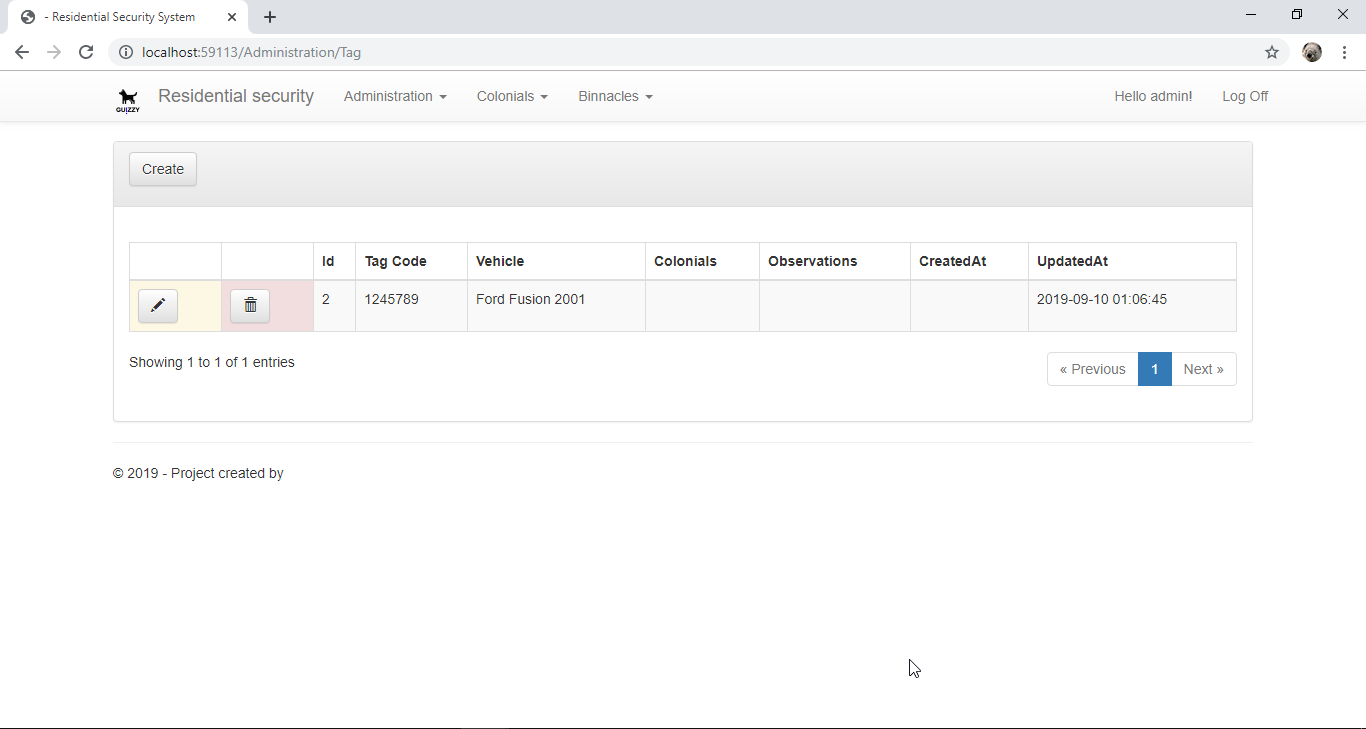 - Residential Security System
localhost:59113/Administration/Tag
GUIZZY
Residential security Administration Colonials Binnacles Hello admin! Log Off
Create
Id Tag Code Vehicle Colonials Observations CreatedAt UpdatedAt
2 1245789 Ford Fusion 2001 2019-09-10 01:06:45
Showing 1 to 1 of 1 entries
« Previous 1 Next »
© 2019 - Project created by